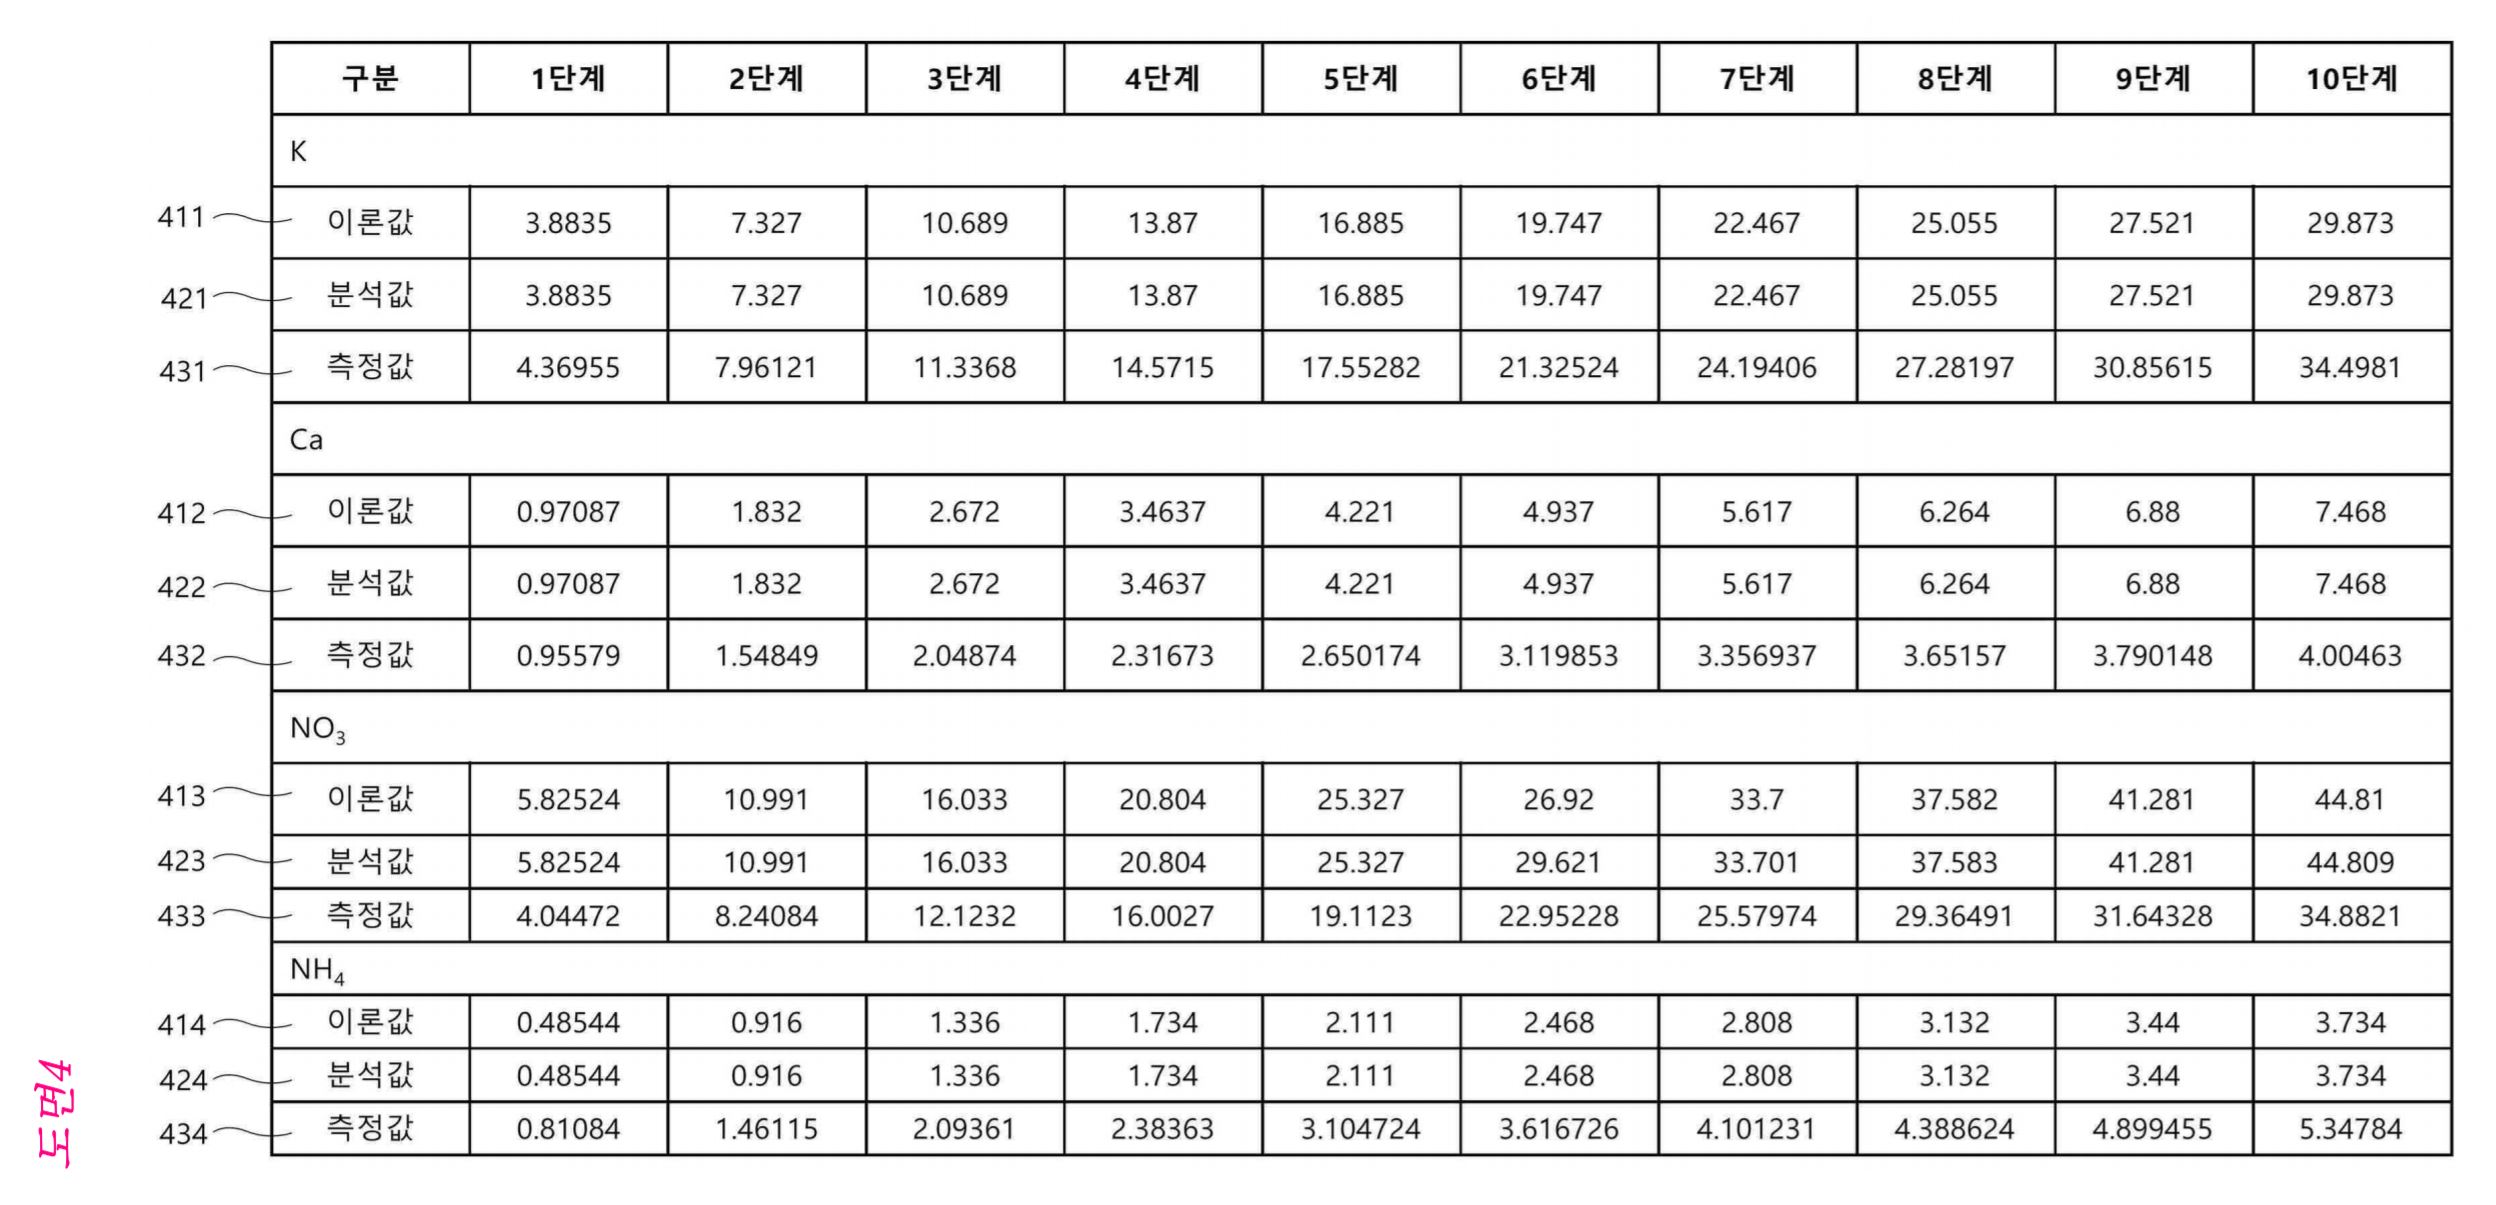 구분 1단계 2단계 3단계 4단계 5단계 6단계 7단계 8단계 9단계 10단계
K
411 이론값 3.8835 7.327 10.689 13.87 16.885 19.747 22.467 25.055 27.521 29.873
421 분석값 3.8835 7.327 10.689 13.87 16.885 19.747 22.467 25.055 27.521 29.873
431 측정값 4.36955 7.96121 11.3368 14.5715 17.55282 21.32524 24.19406 27.28197 30.85615 34.4981
Ca
412 이론값 0.97087 1.832 2.672 3.4637 4.221 4.937 5.617 6.264 6.88 7.468
422 분석값 0.97087 1.832 2.672 3.4637 4.221 4.937 5.617 6.264 6.88 7.468
432 측정값 0.95579 1.54849 2.04874 2.31673 2.650174 3.119853 3.356937 3.65157 3.790148 4.00463
NO₃
413 이론값 5.82524 10.991 16.033 20.804 25.327 26.92 33.7 37.582 41.281 44.81
423 분석값 5.82524 10.991 16.033 20.804 25.327 29.621 33.701 37.583 41.281 44.809
433 측정값 4.04472 8.24084 12.1232 16.0027 19.1123 22.95228 25.57974 29.36491 31.64328 34.8821
NH₄
414 이론값 0.48544 0.916 1.336 1.734 2.111 2.468 2.808 3.132 3.44 3.734
424 분석값 0.48544 0.916 1.336 1.734 2.111 2.468 2.808 3.132 3.44 3.734
434 측정값 0.81084 1.46115 2.09361 2.38363 3.104724 3.616726 4.101231 4.388624 4.899455 5.34784
도면4